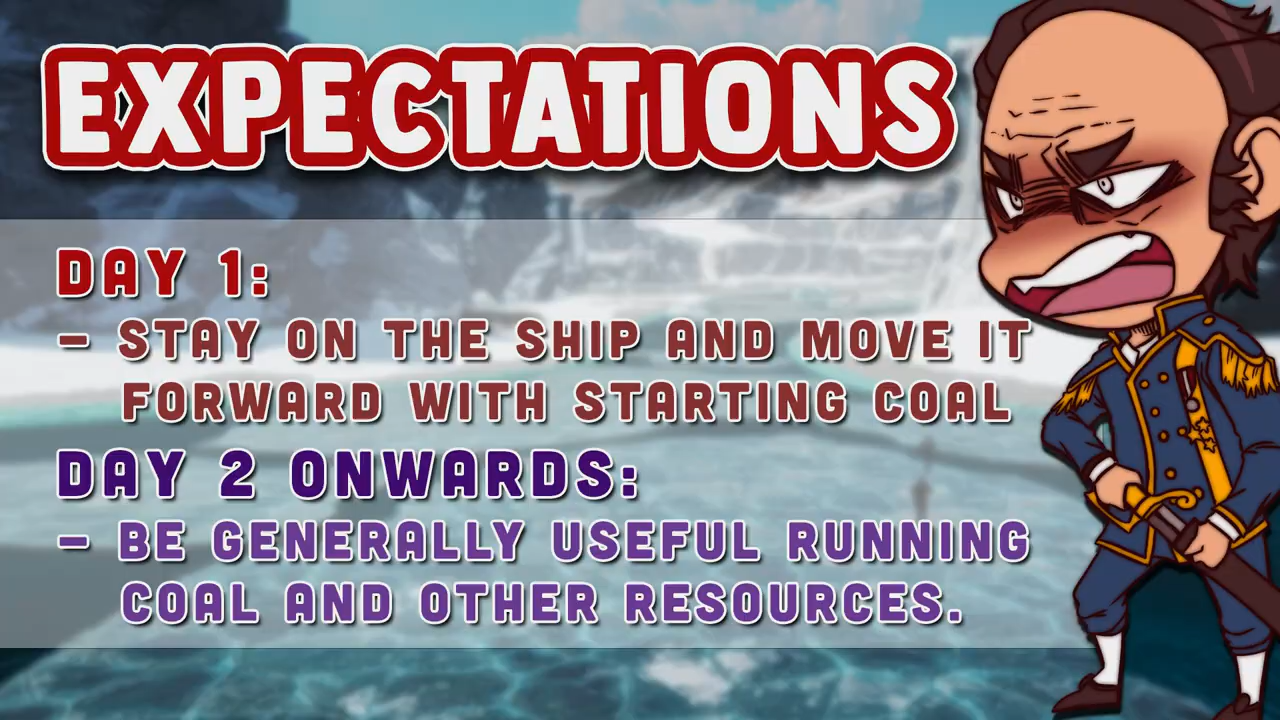 EXPECTATIONS
DAY 1:
- STAY ON THE SHIP AND MOVE IT
FORWARD WITH STARTING COAL
DAY 2 ONWARDS:
- BE GENERALLY USEFUL RUNNING
COAL AND OTHER RESOURCES.